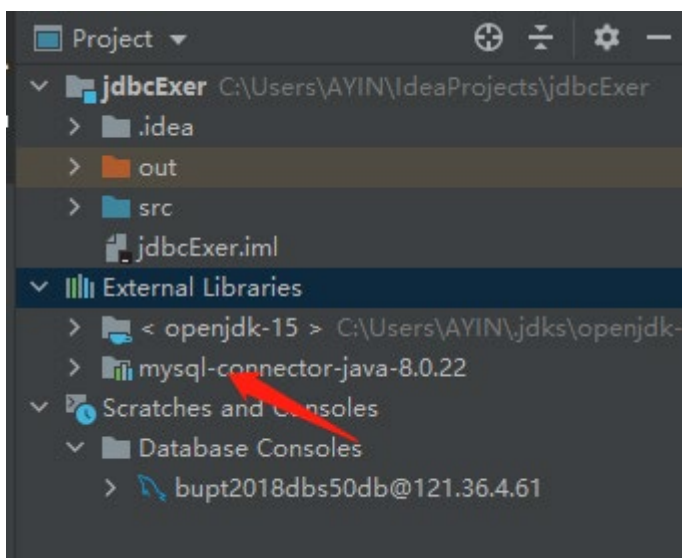 Project
jdbcExer C:\Users\AYIN\IdeaProjects\jdbcExer
.idea
out
src
jdbcExer.iml
External Libraries
< openjdk-15 > C:\Users\AYIN\.jdks\openjdk-
mysql-connector-java-8.0.22
Scratches and Consoles
Database Consoles
bupt2018dbs50db@121.36.4.61